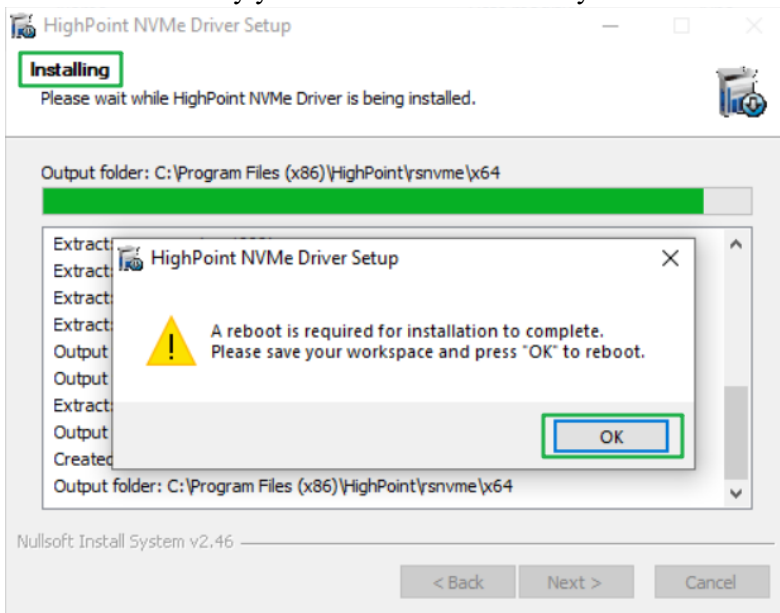 HighPoint NVMe Driver Setup
Installing
Please wait while HighPoint NVMe Driver is being installed.
Output folder: C:\Program Files (x86)\HighPoint\rsnvme\x64
Extract
HighPoint NVMe Driver Setup
Extract
Extract
Extract
A reboot is required for installation to complete.
Please save your workspace and press "OK" to reboot.
Output
Output
Extract
Output
OK
Created
Output folder: C:\Program Files (x86)\HighPoint\rsnvme\x64
Nullsoft Install System v2.46
< Back
Next >
Cancel